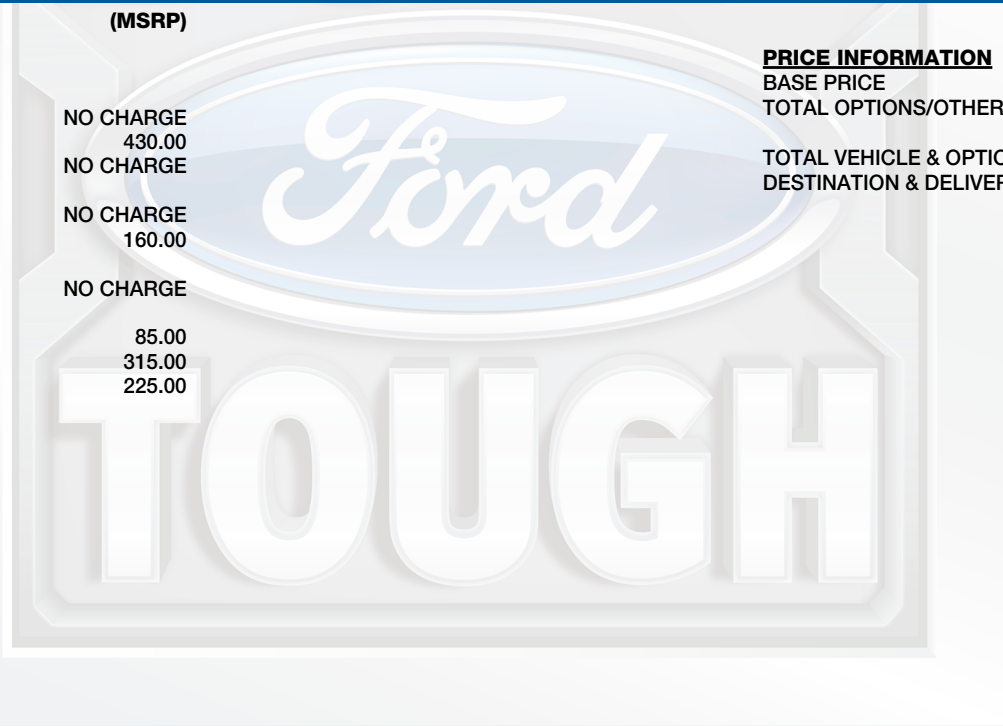 (MSRP)
NO CHARGE
430.00
NO CHARGE
NO CHARGE
160.00
NO CHARGE
85.00
315.00
225.00
PRICE INFORMATION
BASE PRICE
TOTAL OPTIONS/OTHER
TOTAL VEHICLE & OPTIO
DESTINATION & DELIVER
Ford
TOUGH